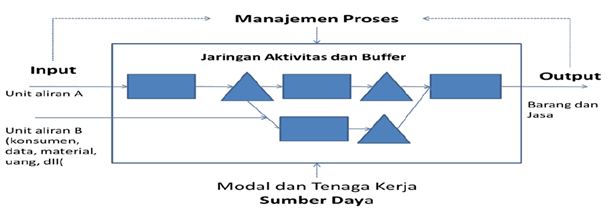 Manajemen Proses
Jaringan Aktivitas dan Buffer
Input
Unit aliran A
Unit aliran B
(konsumen,
data, material,
uang, dll(
Output
Barang dan
Jasa
Modal dan Tenaga Kerja
Sumber Daya